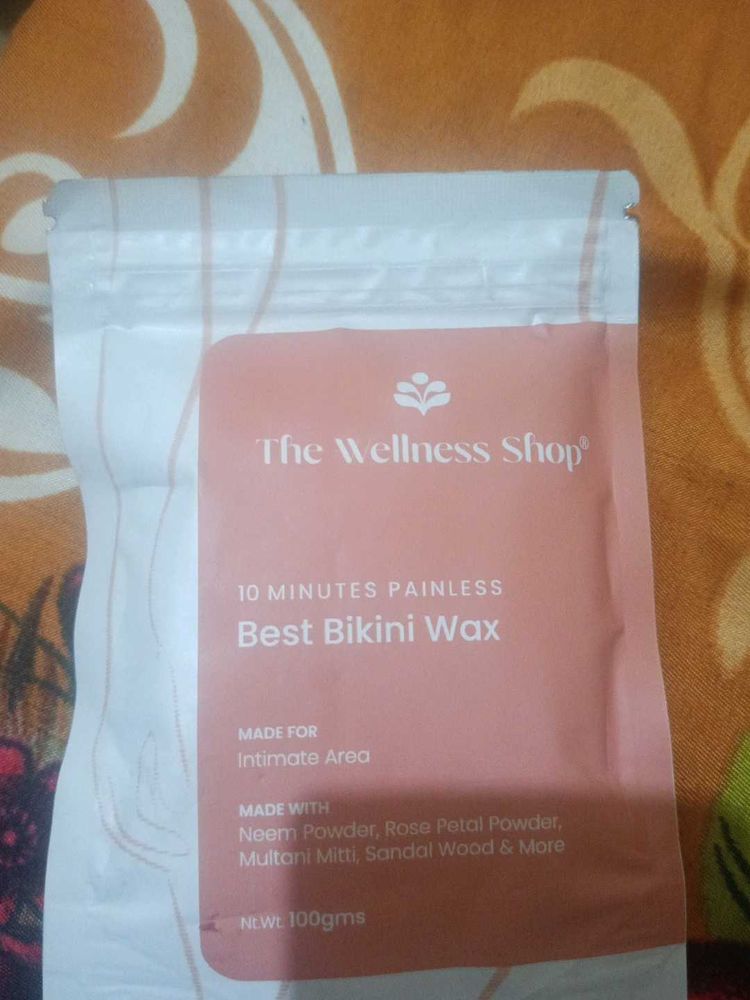 The Wellness Shop®
10 MINUTES PAINLESS
Best Bikini Wax
MADE FOR
Intimate Area
MADE WITH
Neem Powder, Rose Petal Powder,
Multani Mitti, Sandal Wood & More
Nt.Wt. 100gms